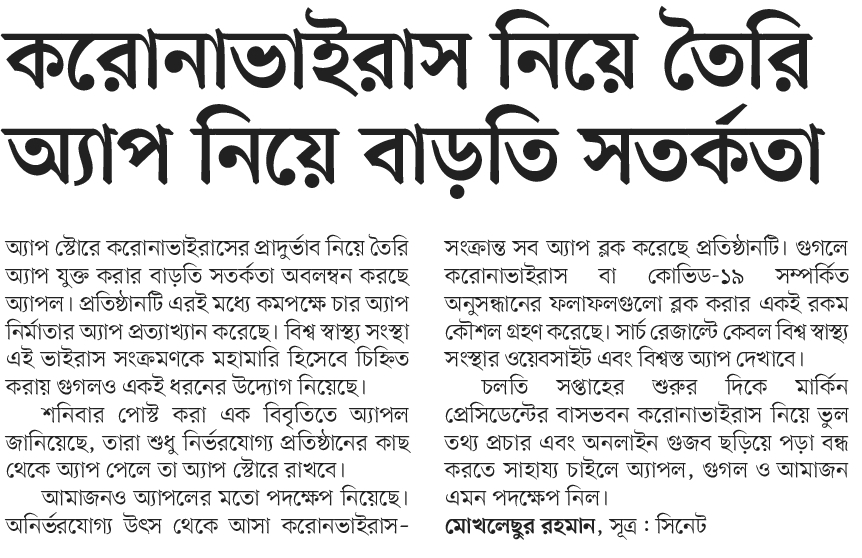 করোনাভাইরাস নিয়ে তৈরি
অ্যাপ নিয়ে বাড়তি সতর্কতা
অ্যাপ স্টোরে করোনাভাইরাসের প্রাদুর্ভাব নিয়ে তৈরি
অ্যাপ যুক্ত করার বাড়তি সতর্কতা অবলম্বন করছে
অ্যাপল। প্রতিষ্ঠানটি এরই মধ্যে কমপক্ষে চার অ্যাপ
নির্মাতার অ্যাপ প্রত্যাখ্যান করেছে। বিশ্ব স্বাস্থ্য সংস্থা
এই ভাইরাস সংক্রমণকে মহামারি হিসেবে চিহ্নিত
করায় গুগলও একই ধরনের উদ্যোগ নিয়েছে।
শনিবার পোস্ট করা এক বিবৃতিতে অ্যাপল
জানিয়েছে, তারা শুধু নির্ভরযোগ্য প্রতিষ্ঠানের কাছ
থেকে অ্যাপ পেলে তা অ্যাপ স্টোরে রাখবে।
আমাজনও অ্যাপলের মতো পদক্ষেপ নিয়েছে।
অনির্ভরযোগ্য উৎস থেকে আসা করোনভাইরাস-
সংক্রান্ত সব অ্যাপ ব্লক করেছে প্রতিষ্ঠানটি। গুগলে
করোনাভাইরাস বা কোভিড-১৯ সম্পর্কিত
অনুসন্ধানের ফলাফলগুলো ব্লক করার একই রকম
কৌশল গ্রহণ করেছে। সার্চ রেজাল্টে কেবল বিশ্ব স্বাস্থ্য
সংস্থার ওয়েবসাইট এবং বিশ্বস্ত অ্যাপ দেখাবে।
চলতি সপ্তাহের শুরুর দিকে মার্কিন
প্রেসিডেন্টের বাসভবন করোনাভাইরাস নিয়ে ভুল
তথ্য প্রচার এবং অনলাইন গুজব ছড়িয়ে পড়া বন্ধ
করতে সাহায্য চাইলে অ্যাপল, গুগল ও আমাজন
এমন পদক্ষেপ নিল।
মোখলেছুর রহমান, সূত্র : সিনেট